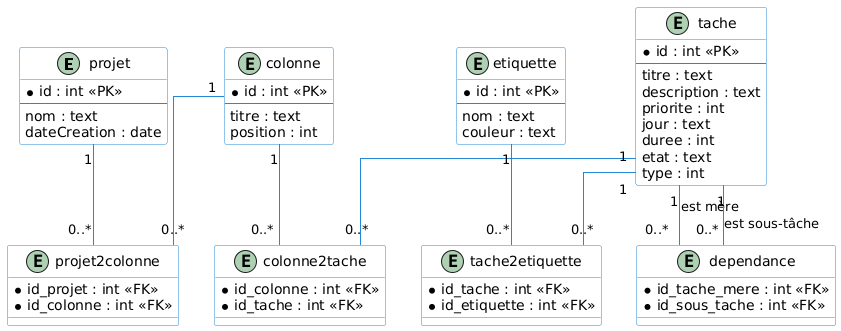 E projet
* id : int «PK»
nom : text
dateCreation : date
E colonne
* id : int «PK»
titre : text
position : int
E etiquette
* id : int «PK»
nom : text
couleur : text
E tache
* id : int «PK»
titre : text
description : text
priorite : int
jour : text
duree : int
etat : text
type : int
1
1
1
1
1
1
1
1
est mère
est sous-tâche
0..*
0..*
0..*
0..*
0..*
0..*
0..*
0..*
E projet2colonne
* id_projet : int «FK»
* id_colonne : int «FK»
E colonne2tache
* id_colonne : int «FK»
* id_tache : int «FK»
E tache2etiquette
* id_tache : int «FK»
* id_etiquette : int «FK»
E dependance
* id_tache_mere : int «FK»
* id_sous_tache : int «FK»